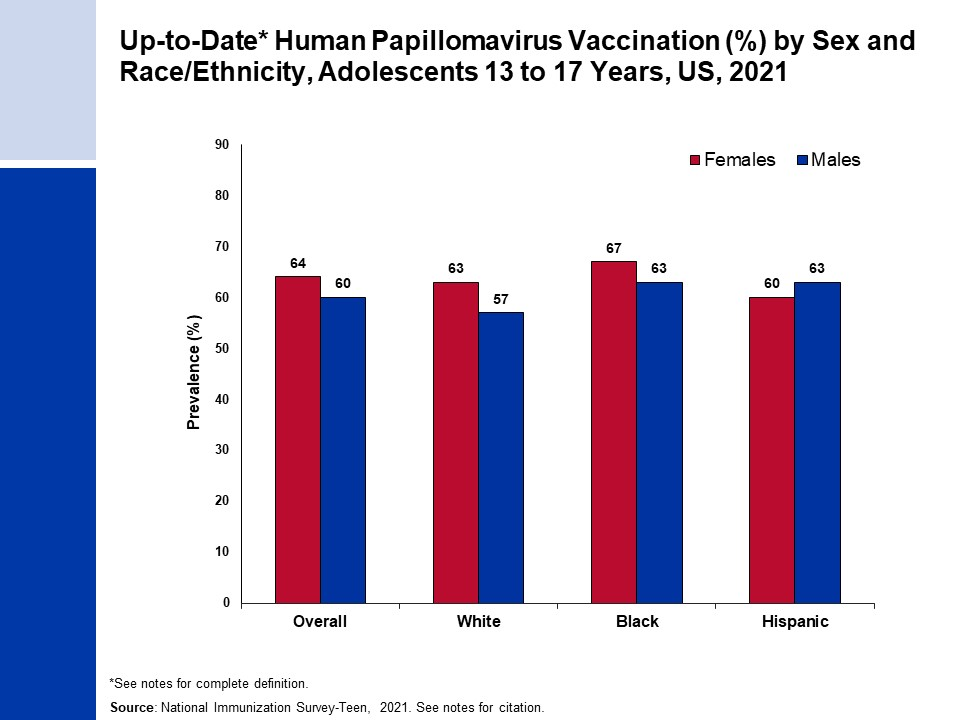 Up-to-Date* Human Papillomavirus Vaccination (%) by Sex and
Race/Ethnicity, Adolescents 13 to 17 Years, US, 2021
Females Males
Prevalence (%)
90
80
70
60
50
40
30
20
10
0
64
60
63
57
67
63
60
63
Overall White Black Hispanic
*See notes for complete definition.
Source: National Immunization Survey-Teen, 2021. See notes for citation.